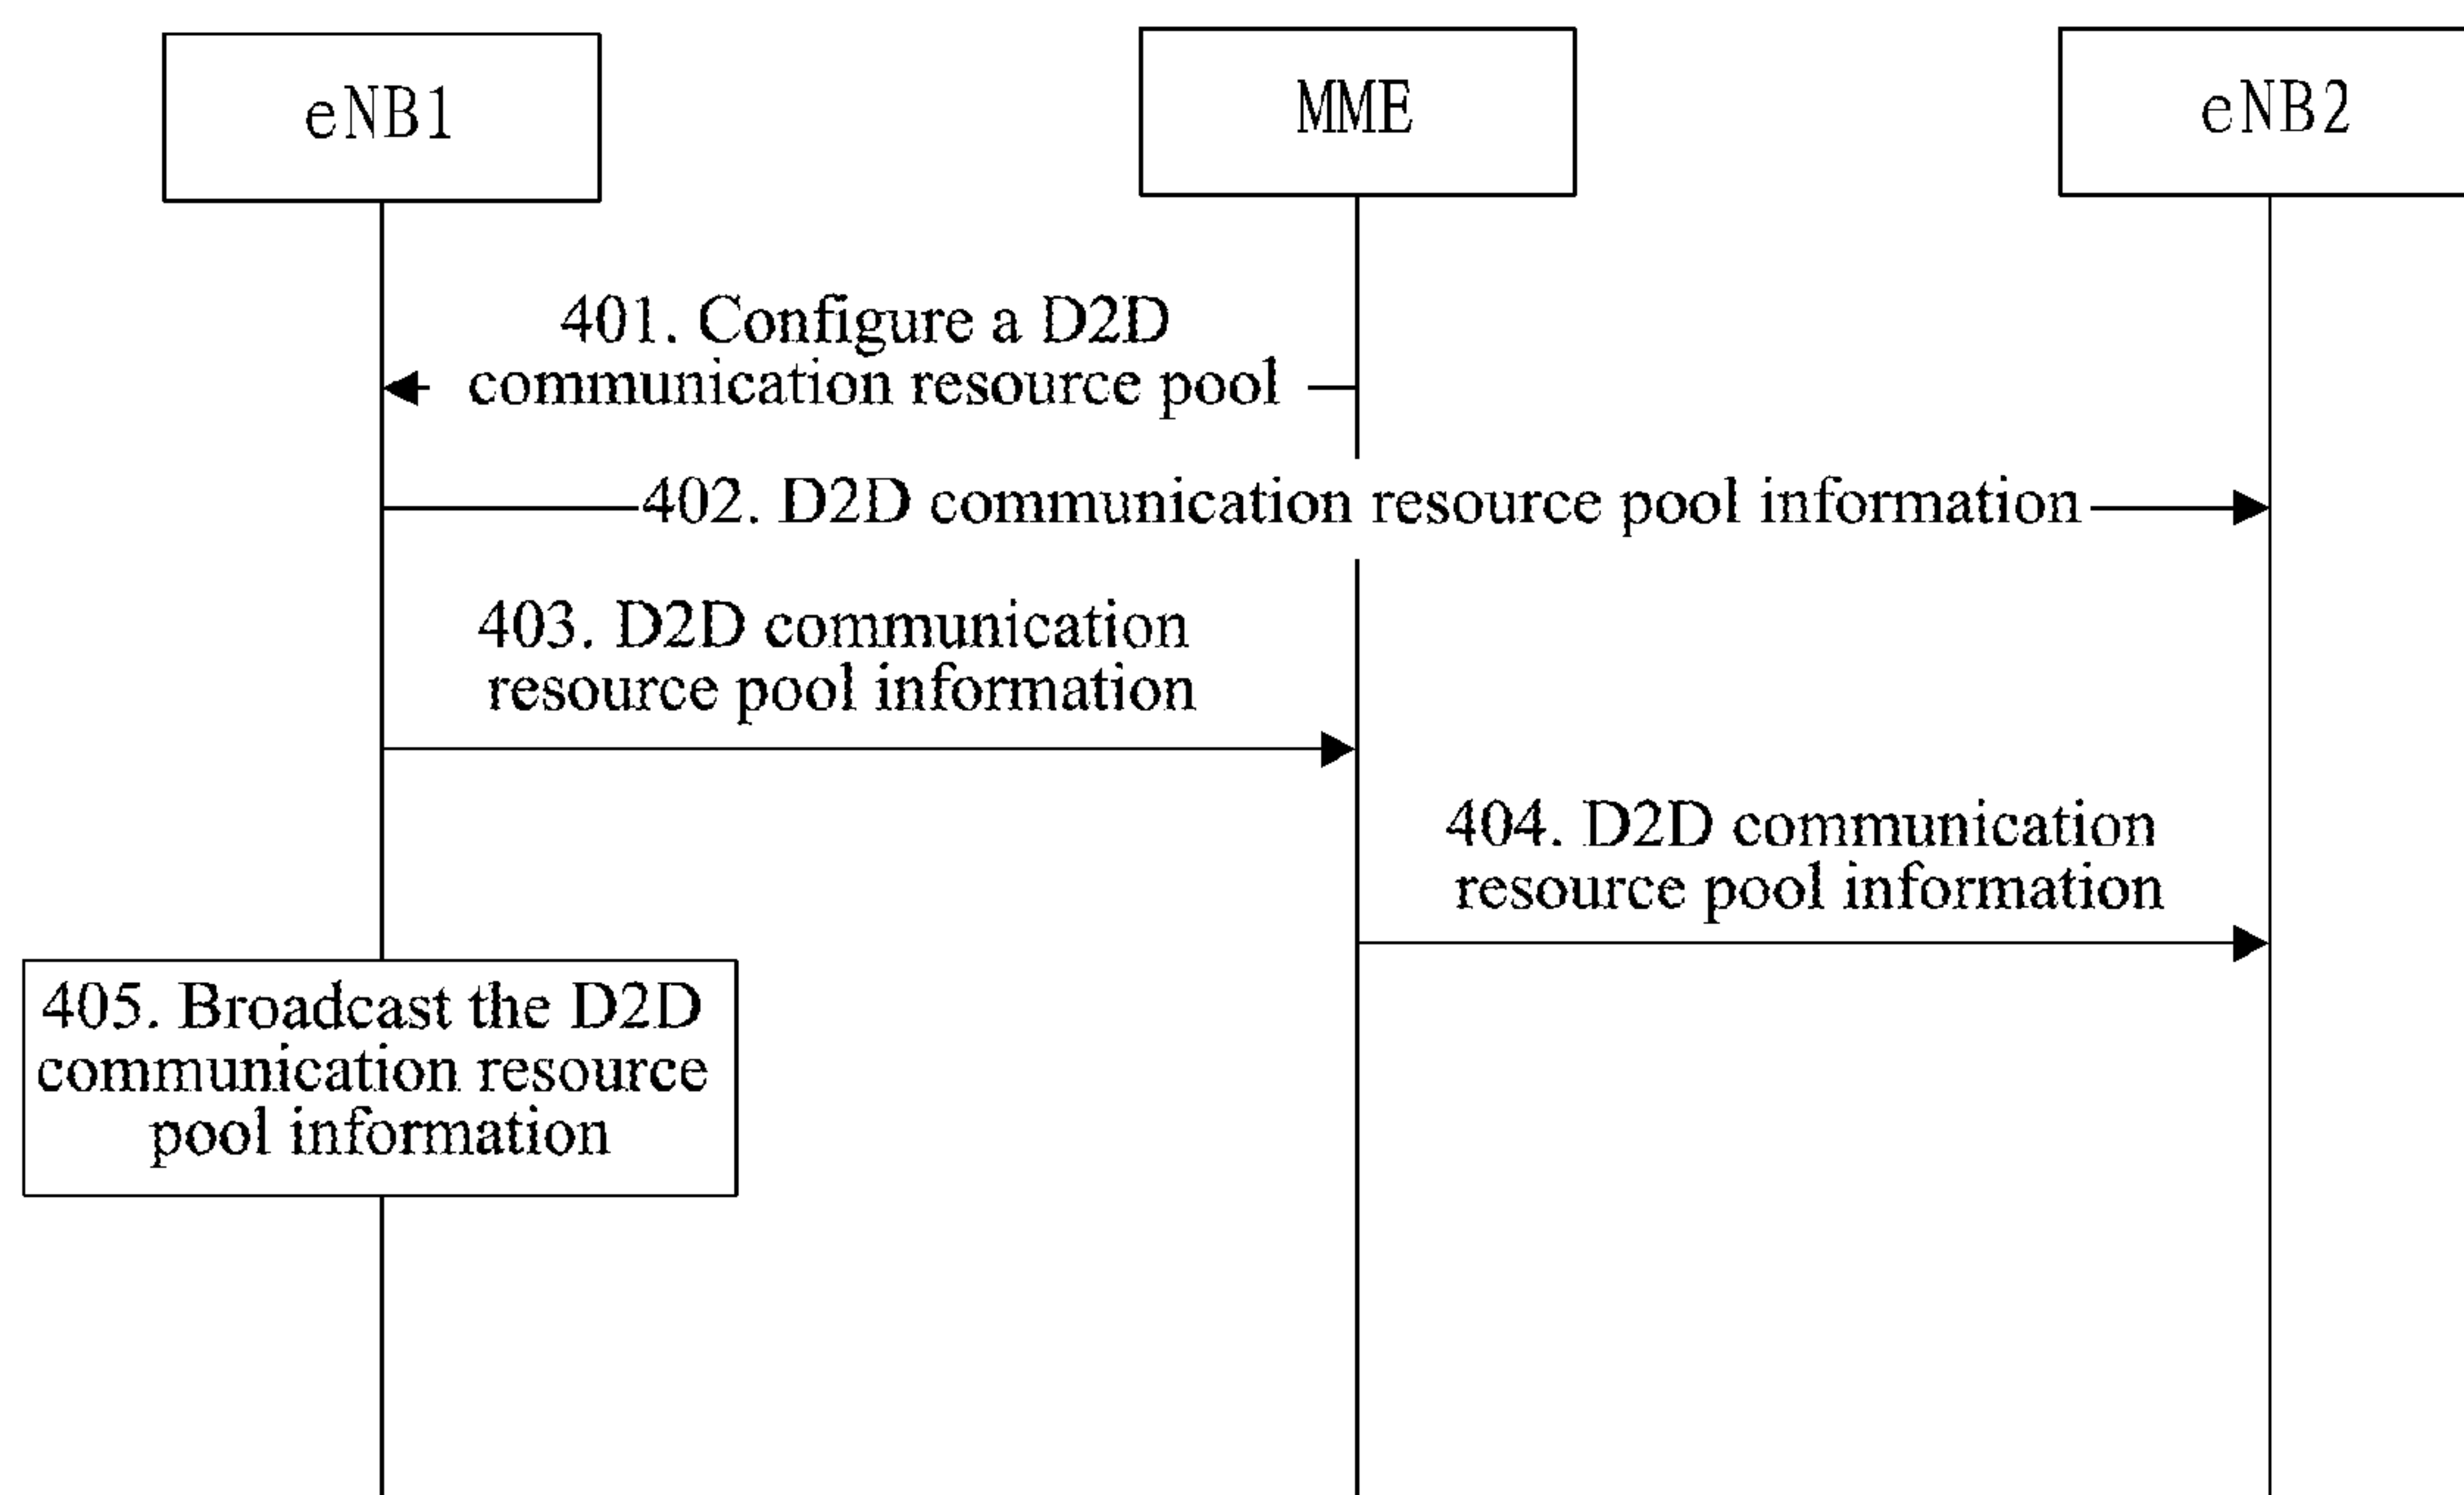 eNB1
MME
eNB2
401. Configure a D2D
communication resource pool
402. D2D communication resource pool information
403. D2D communication
resource pool information
404. D2D communication
resource pool information
405. Broadcast the D2D
communication resource
pool information